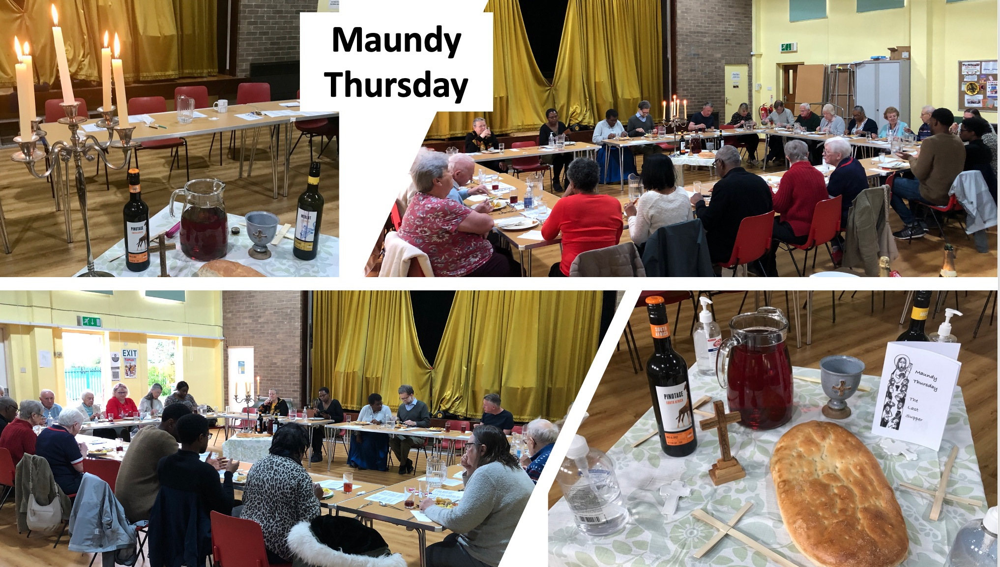 Maundy
Thursday
PINOTAGE
SOUTH AFRICA
MERLOT
EXIT
SOUTH
AFRICA
PINOTAGE
SOUTH AFRICA
Maundy
Thursday
The
Last
Supper